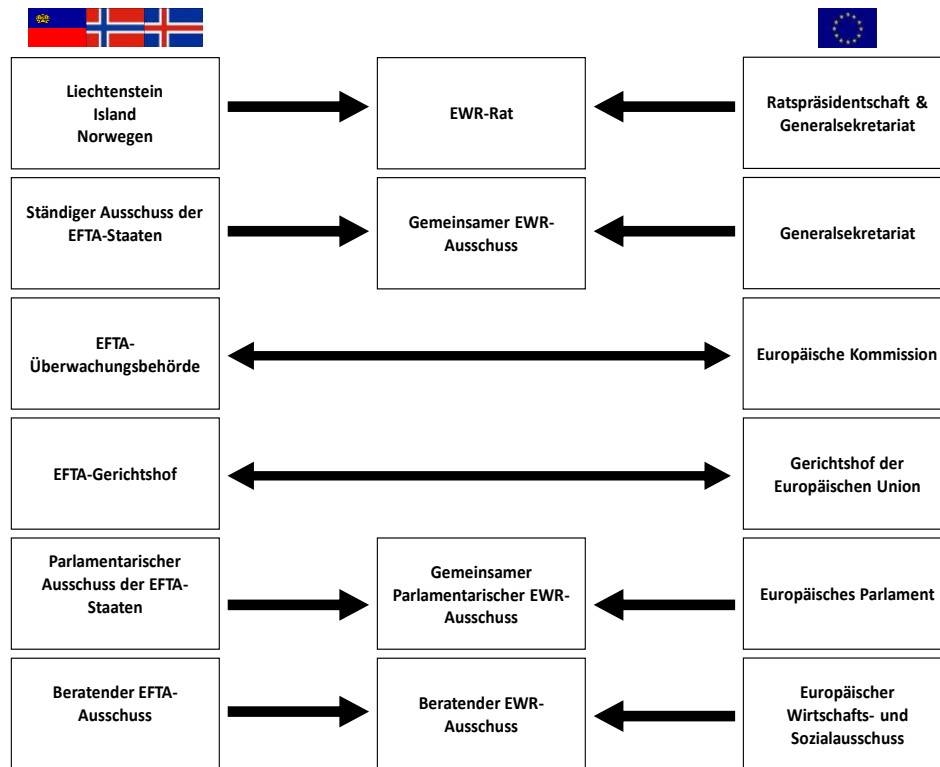 Liechtenstein
Island
Norwegen
EWR-Rat
Ratspräsidentschaft &
Generalsekretariat
Ständiger Ausschuss der
EFTA-Staaten
Gemeinsamer EWR-
Ausschuss
Generalsekretariat
EFTA-
Überwachungsbehörde
Europäische Kommission
EFTA-Gerichtshof
Gerichtshof der
Europäischen Union
Parlamentarischer
Ausschuss der EFTA-
Staaten
Gemeinsamer
Parlamentarischer EWR-
Ausschuss
Europäisches Parlament
Beratender EFTA-
Ausschuss
Beratender EWR-
Ausschuss
Europäischer
Wirtschafts- und
Sozialausschuss